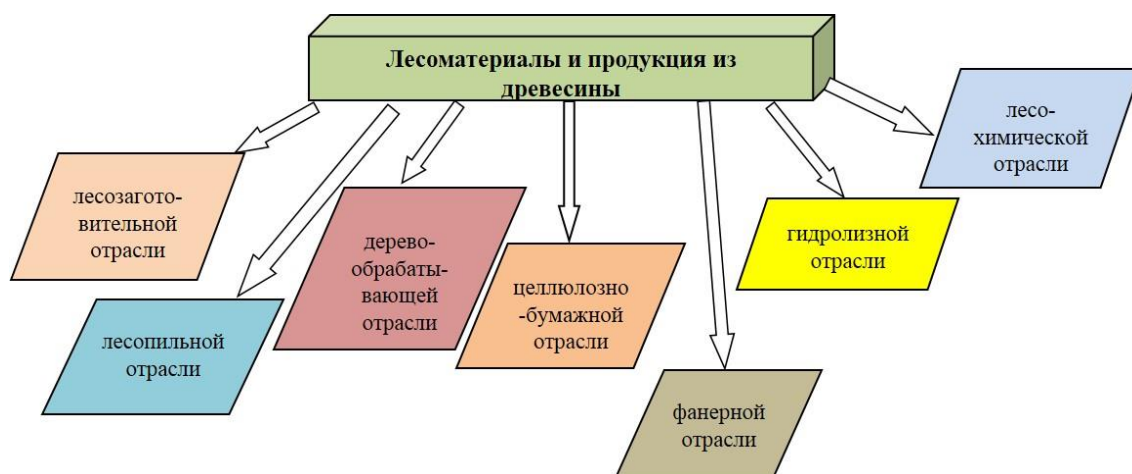 Лесоматериалы и продукция из
древесины
лесозагото-
вительной
отрасли
лесопильной
отрасли
дерево-
обрабаты-
вающей
отрасли
целлюлозно
-бумажной
отрасли
фанерной
отрасли
гидролизной
отрасли
лесо-
химической
отрасли